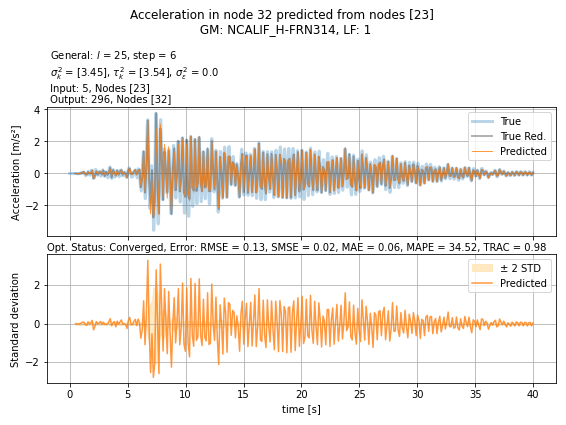 Acceleration in node 32 predicted from nodes [23]
GM: NCALIF_H-FRN314, LF: 1
General: l = 25, step = 6
σ²ₖ = [3.45], τ²ₖ = [3.54], σ²ε = 0.0
Input: 5, Nodes [23]
Output: 296, Nodes [32]
Acceleration [m/s²]
4
2
0
−2
True
True Red.
Predicted
Opt. Status: Converged, Error: RMSE = 0.13, SMSE = 0.02, MAE = 0.06, MAPE = 34.52, TRAC = 0.98
Standard deviation
2
0
−2
± 2 STD
Predicted
0 5 10 15 20 25 30 35 40
time [s]